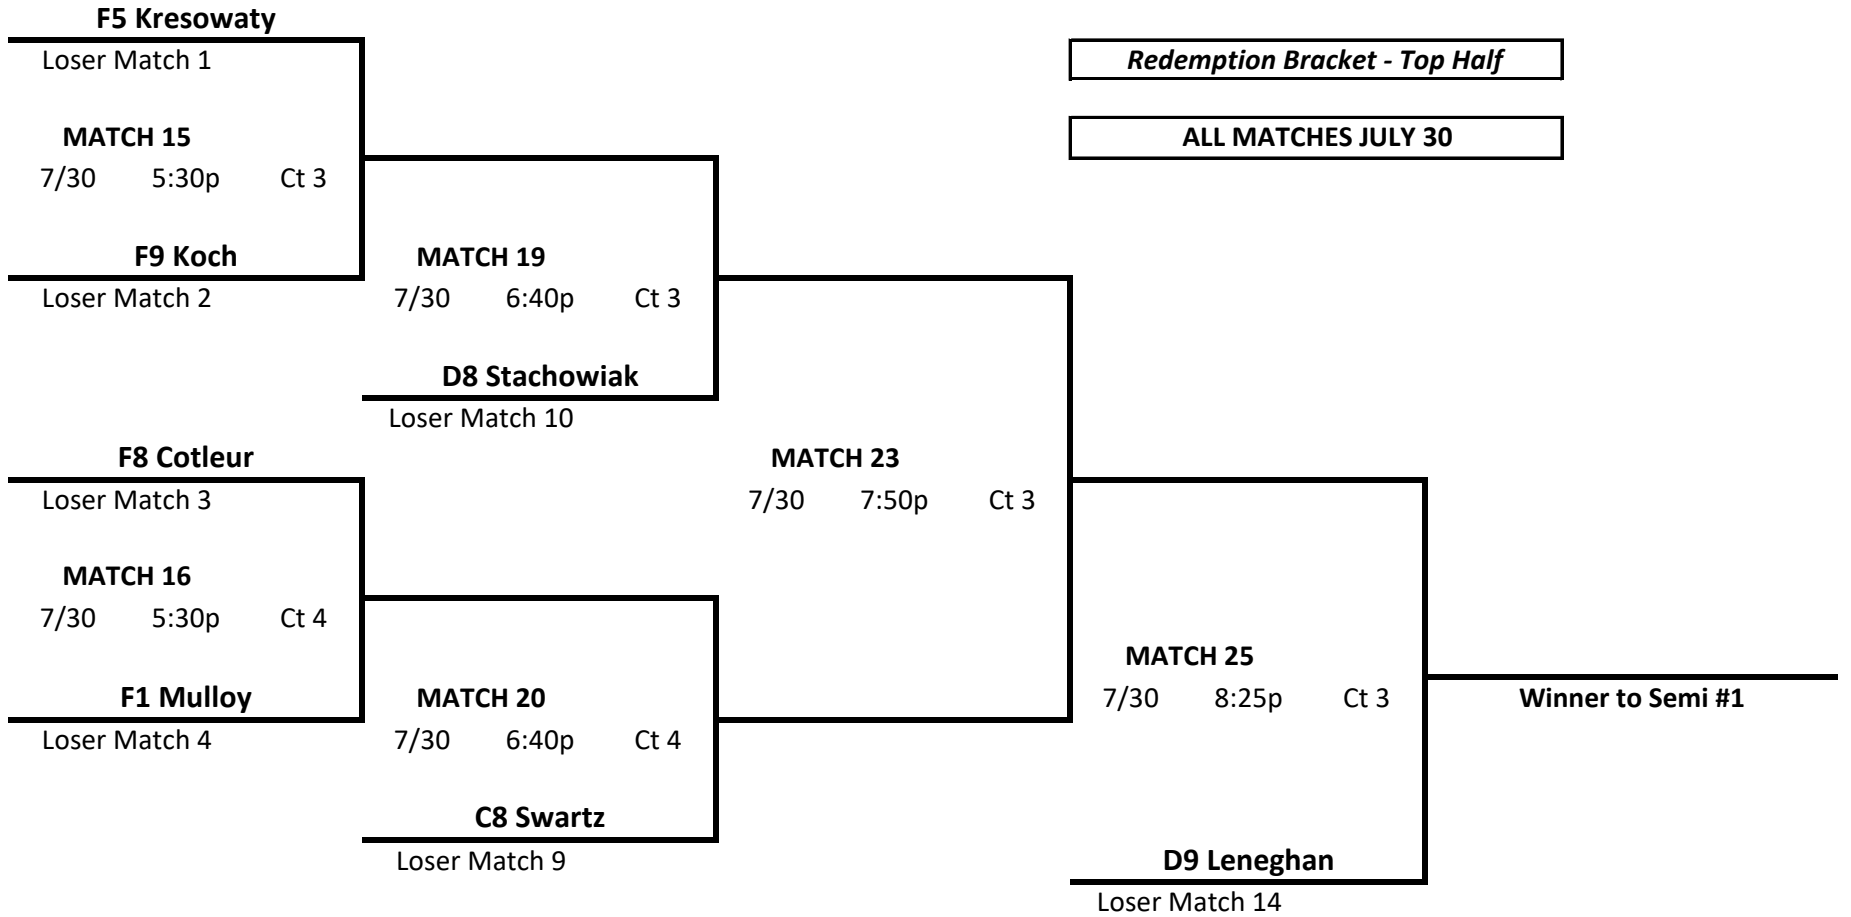 F5 Kresowaty
Loser Match 1
Redemption Bracket - Top Half
MATCH 15
ALL MATCHES JULY 30
7/30 5:30p Ct 3
F9 Koch
MATCH 19
Loser Match 2
7/30 6:40p Ct 3
D8 Stachowiak
Loser Match 10
F8 Cotleur
MATCH 23
Loser Match 3
7/30 7:50p Ct 3
MATCH 16
7/30 5:30p Ct 4
MATCH 25
F1 Mulloy
MATCH 20
7/30 8:25p Ct 3
Winner to Semi #1
Loser Match 4
7/30 6:40p Ct 4
C8 Swartz
Loser Match 9
D9 Leneghan
Loser Match 14